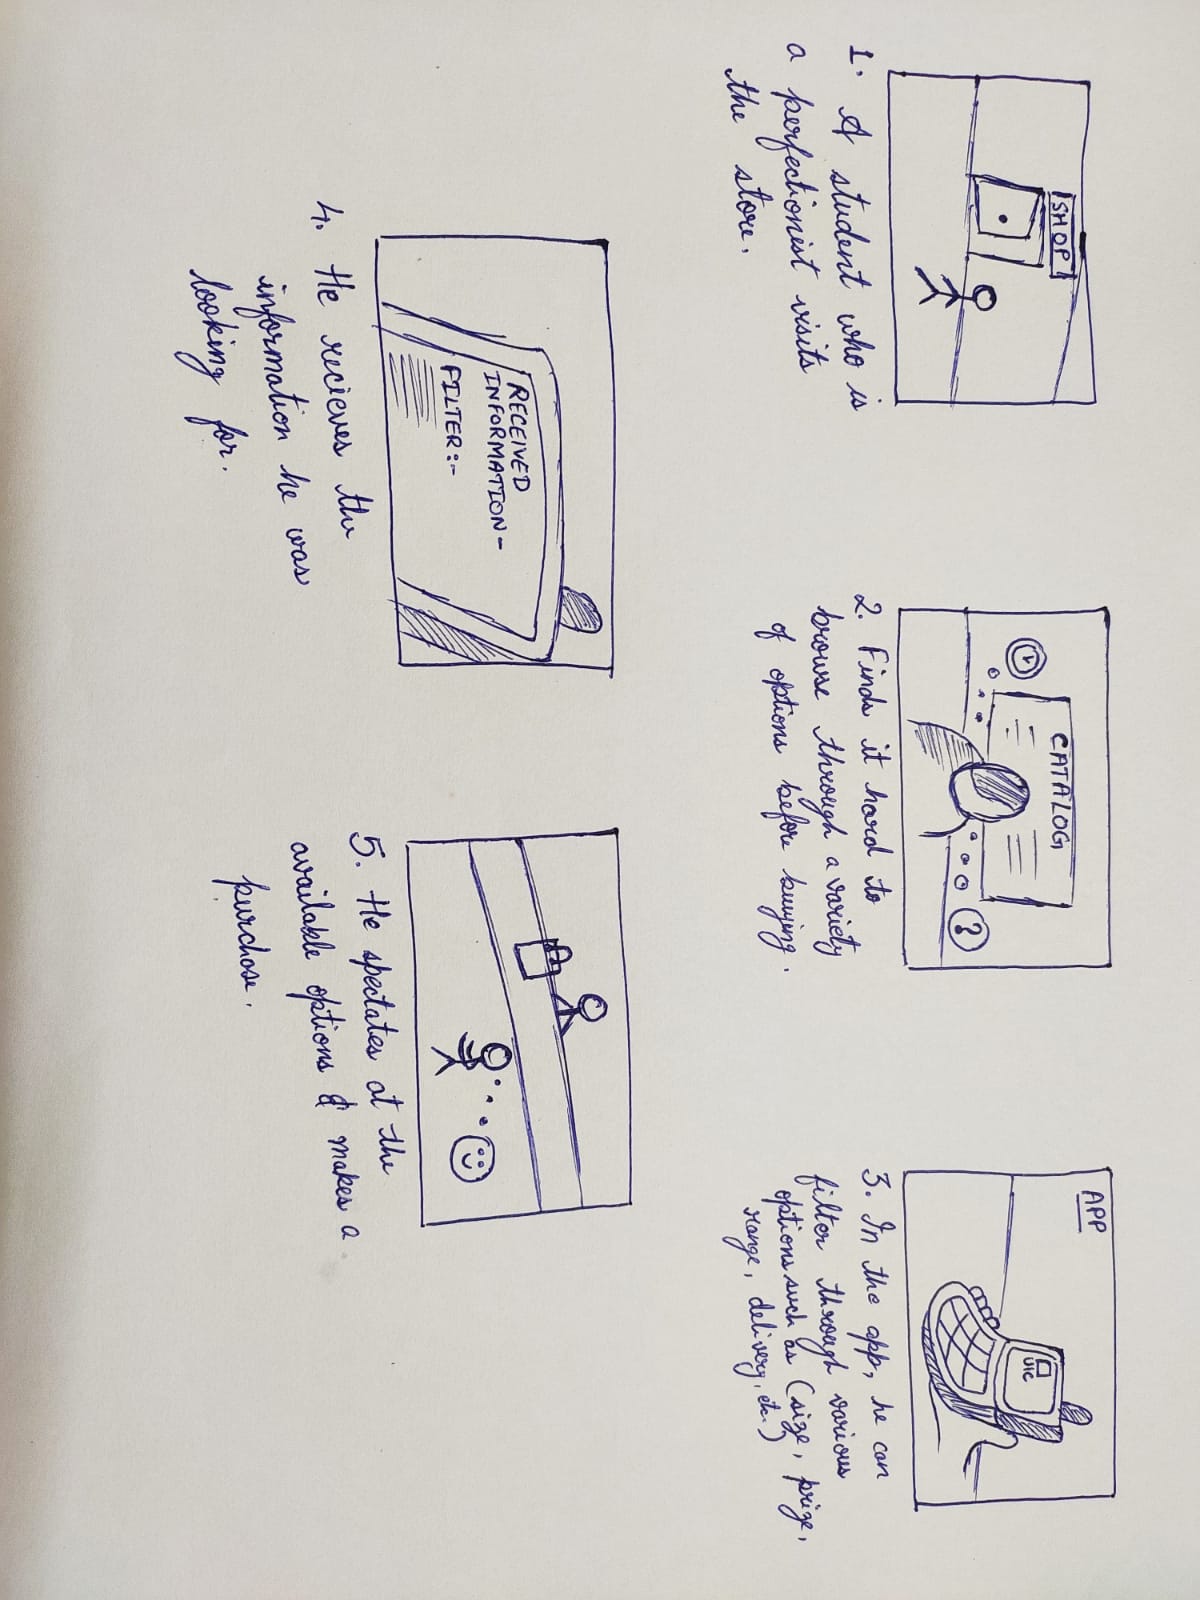 SHOP
1. A student who is
a perfectionist visits
the store.
CATALOG
?
2. Finds it hard to
browse through a variety
of options before buying.
APP
UIC
3. In the app, he can
filter through various
options such as (size, prize,
range, delivery, etc.)
RECEIVED
INFORMATION-
FILTER:-
4. He recieves the
information he was
looking for.
5. He spectates at the
available options & makes a
purchase.